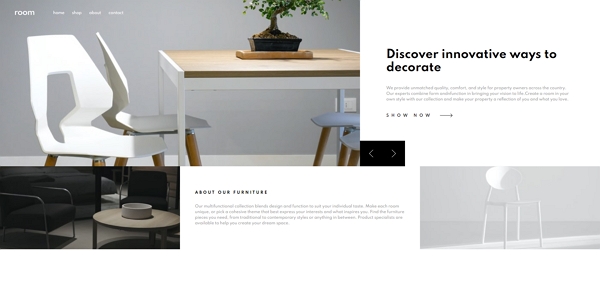 room
home shop about contact
Discover innovative ways to
decorate
We provide unmatched quality, comfort, and style for property owners across the country.
Our experts combine form and function in bringing your vision to life. Create a room in your
own style with our collection and make your property a reflection of you and what you love.
SHOW NOW
ABOUT OUR FURNITURE
Our multifunctional collection blends design and function to suit your individual taste. Make each room
unique, or pick a cohesive theme that best express your interests and what inspires you. Find the furniture
pieces you need, from traditional to contemporary styles or anything in between. Product specialists are
available to help you create your dream space.